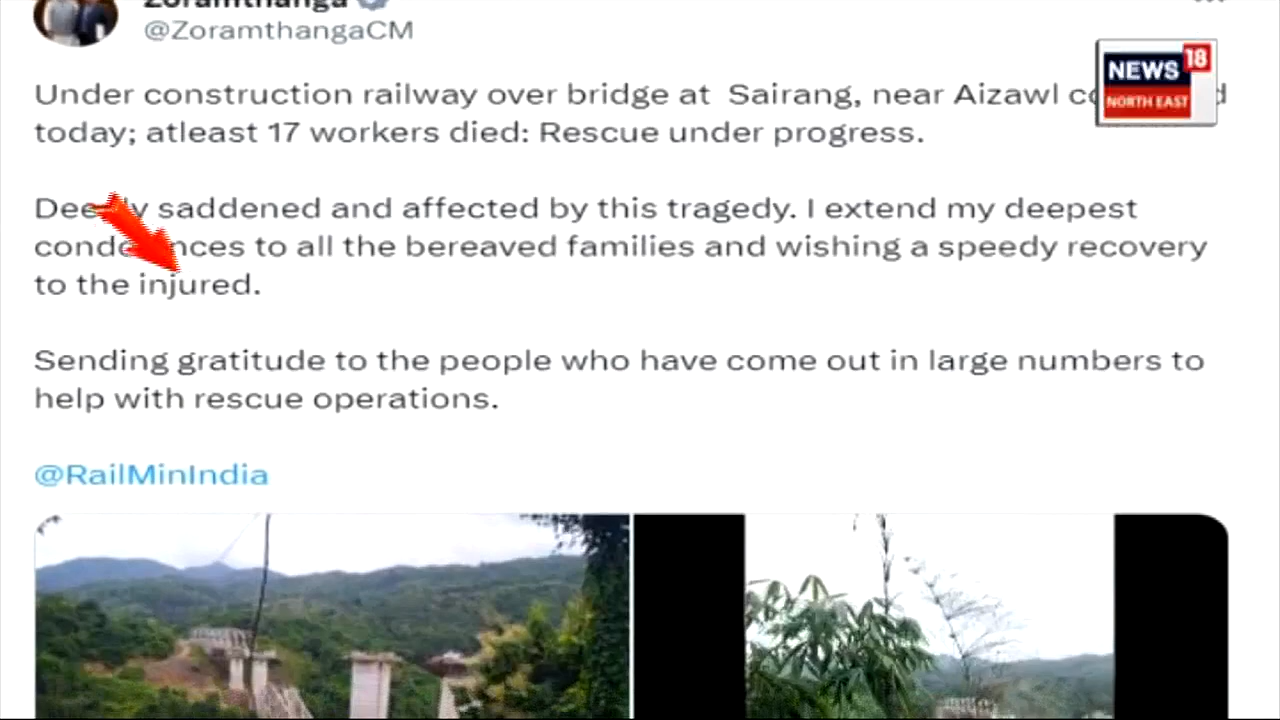 Zoramthanga
@ZoramthangaCM
NEWS 18
NORTH EAST
Under construction railway over bridge at Sairang, near Aizawl
today; atleast 17 workers died: Rescue under progress.
saddened and affected by this tragedy. I extend my deepest
to all the bereaved families and wishing a speedy recovery
to the injured.
Sending gratitude to the people who have come out in large numbers to
help with rescue operations.
@RailMinIndia